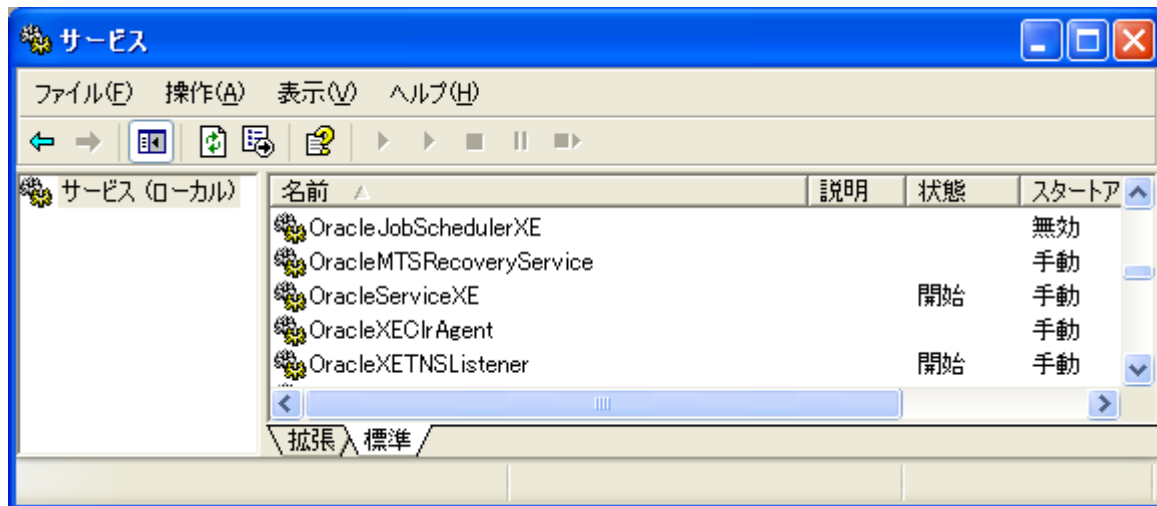 サービス
ファイル(F) 操作(A) 表示(V) ヘルプ(H)
サービス (ローカル)
名前 説明 状態 スタートア
OracleJobSchedulerXE 無効
OracleMTSRecoveryService 手動
OracleServiceXE 開始 手動
OracleXEClrAgent 手動
OracleXETNSListener 開始 手動
拡張 標準